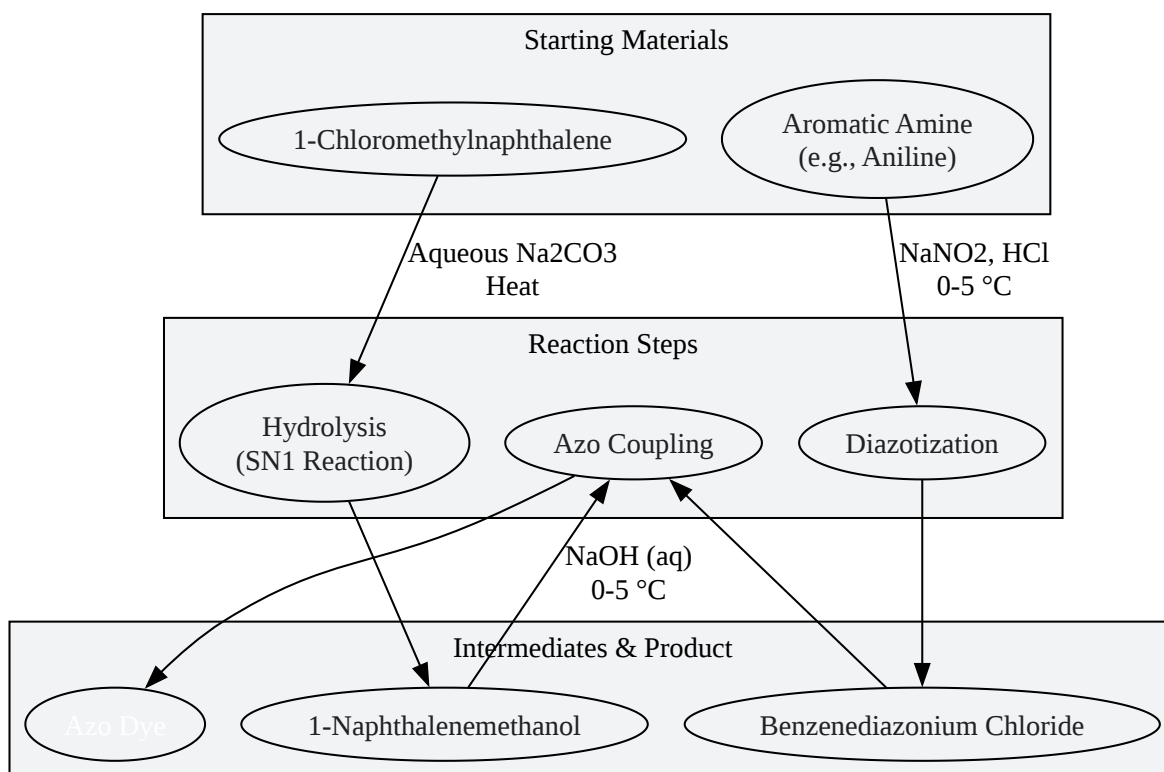 Starting Materials
1-Chloromethylnaphthalene
Aromatic Amine
(e.g., Aniline)
Aqueous Na2CO3
Heat
NaNO2, HCl
0-5 °C
Reaction Steps
Hydrolysis
(SN1 Reaction)
Azo Coupling
Diazotization
NaOH (aq)
0-5 °C
Intermediates & Product
Azo Dye
1-Naphthalenemethanol
Benzenediazonium Chloride